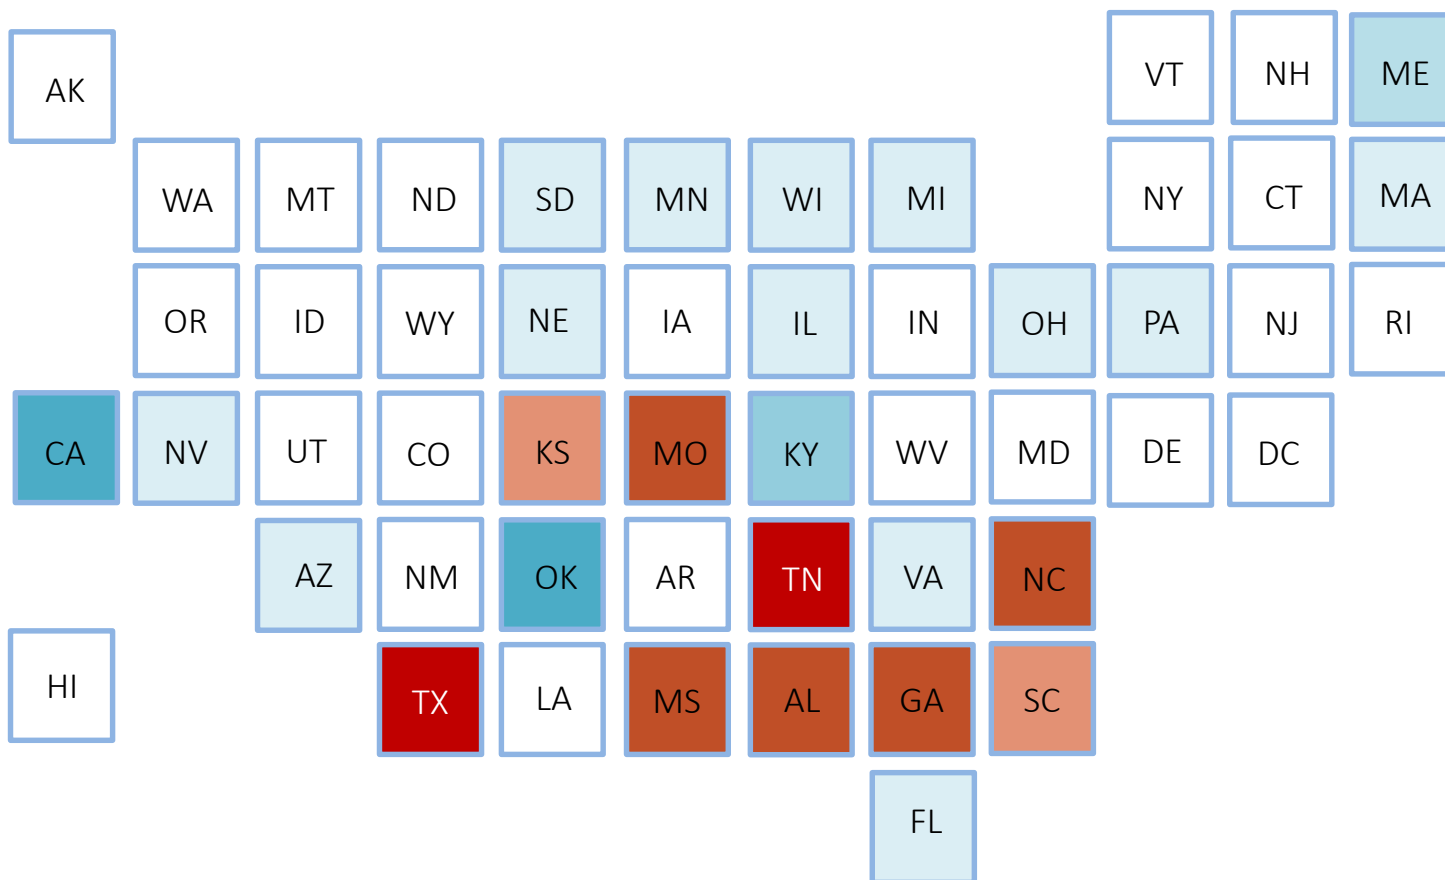 AK
VT NH ME
WA MT ND SD MN WI MI NY CT MA
OR ID WY NE IA IL IN OH PA NJ RI
CA NV UT CO KS MO KY WV MD DE DC
AZ NM OK AR TN VA NC
HI TX LA MS AL GA SC
FL